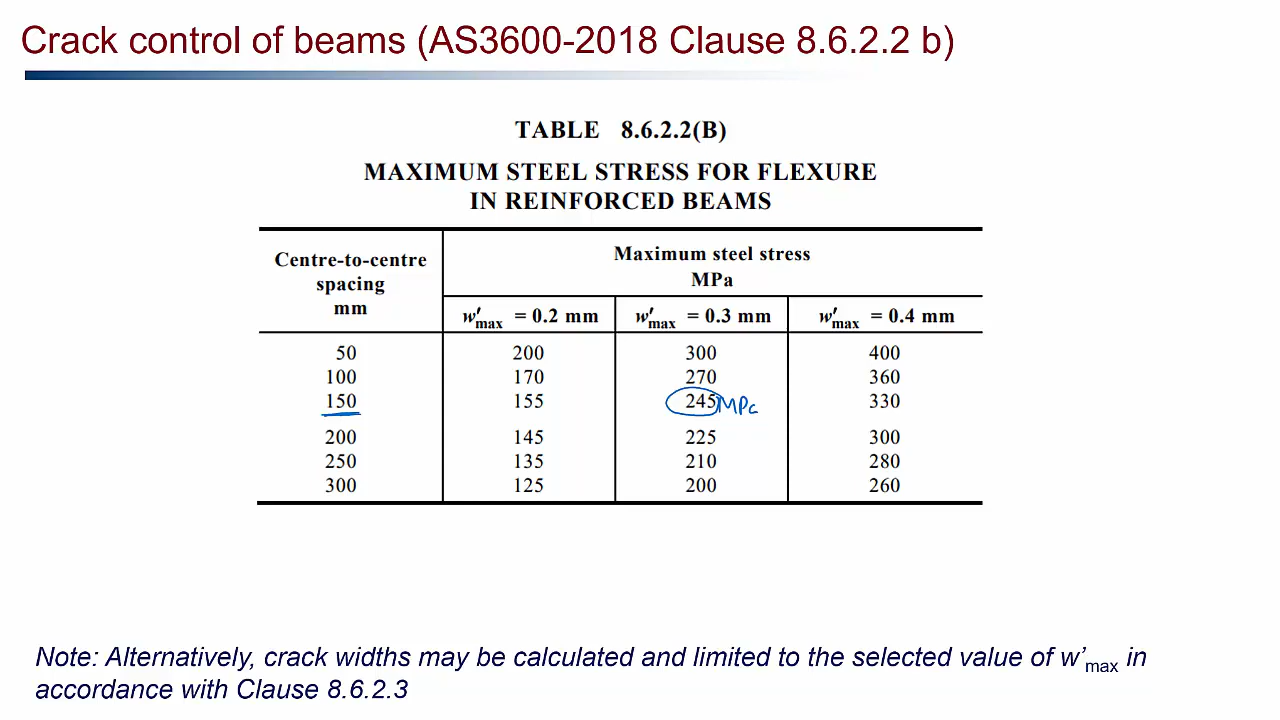 Crack control of beams (AS3600-2018 Clause 8.6.2.2 b)
TABLE 8.6.2.2(B)
MAXIMUM STEEL STRESS FOR FLEXURE
IN REINFORCED BEAMS
Centre-to-centre
spacing
mm
Maximum steel stress
MPa
w′max = 0.2 mm w′max = 0.3 mm w′max = 0.4 mm
50 200 300 400
100 170 270 360
150 155 245 MPa 330
200 145 225 300
250 135 210 280
300 125 200 260
Note: Alternatively, crack widths may be calculated and limited to the selected value of w’max in
accordance with Clause 8.6.2.3